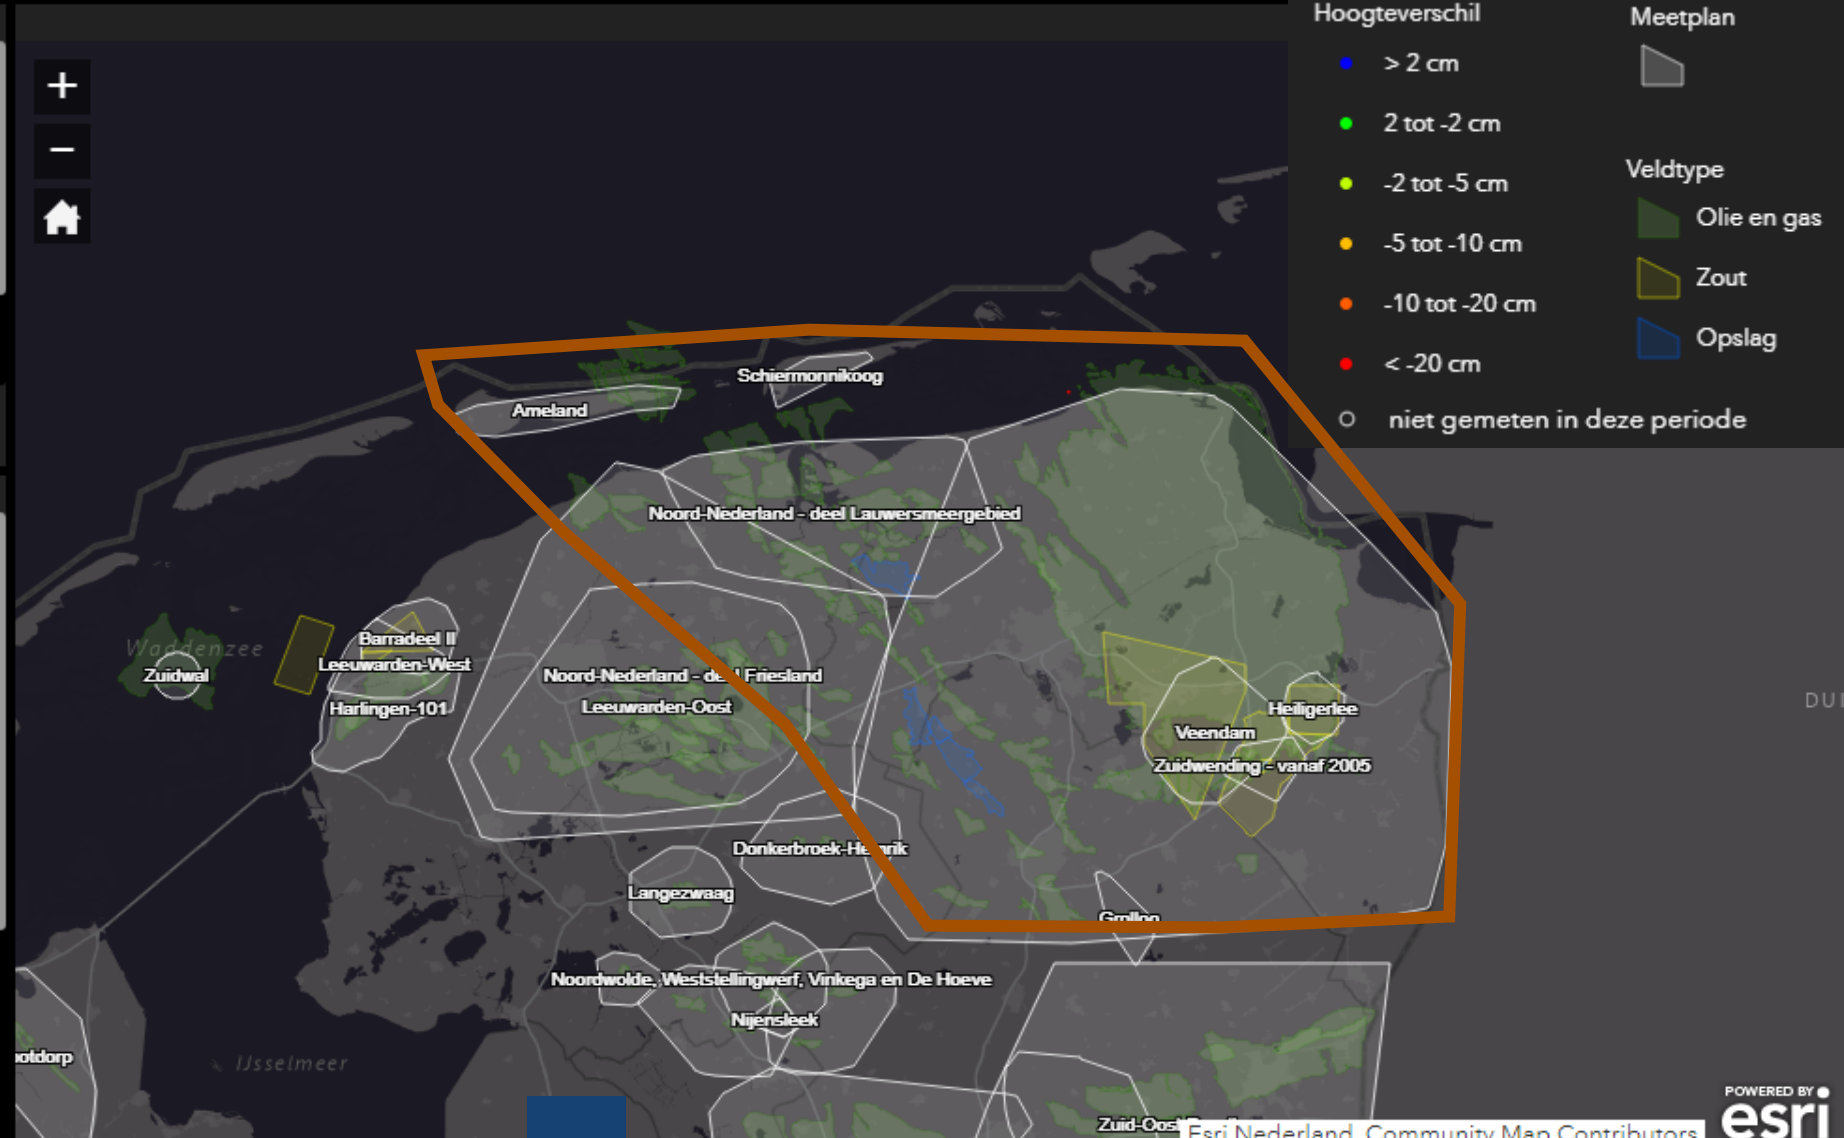 Hoogteverschil
> 2 cm
2 tot -2 cm
-2 tot -5 cm
-5 tot -10 cm
-10 tot -20 cm
< -20 cm
niet gemeten in deze periode
Meetplan
Veldtype
Olie en gas
Zout
Opslag
+
−
Schiermonnikoog
Ameland
Noord-Nederland - deel Lauwersmeergebied
Waddenzee
Zuidwal
Barradeel II
Leeuwarden-West
Harlingen-101
Noord-Nederland - deel Friesland
Leeuwarden-Oost
Heiligerlee
Veendam
Zuidwending - vanaf 2005
Donkerbroek-Hemrik
Langezwaag
Grollo
Noordwolde, Weststellingwerf, Vinkega en De Hoeve
Nijensleek
IJsselmeer
otdorp
DUI
Zuid-Oost
POWERED BY
esri
Esri Nederland, Community Map Contributors